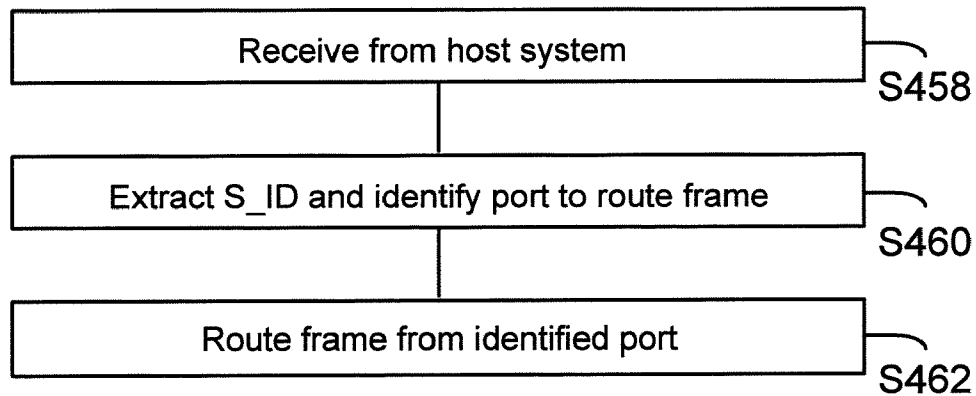 Receive from host system
S458
Extract S_ID and identify port to route frame
S460
Route frame from identified port
S462